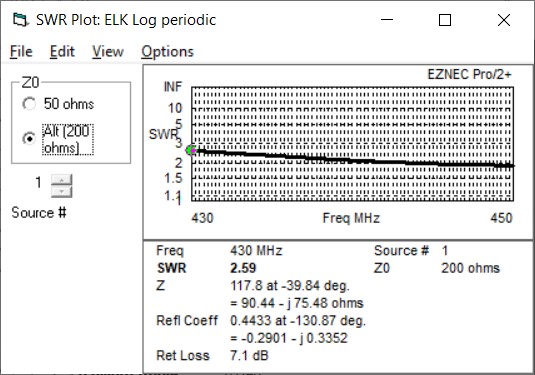 SWR Plot: ELK Log periodic
File Edit View Options
Z0
50 ohms
Alt (200
ohms)
1
Source #
EZNEC Pro/2+
INF
10
5
SWR
3
2
1.5
1.1
1
430 Freq MHz 450
Freq 430 MHz Source # 1
SWR 2.59 Z0 200 ohms
Z 117.8 at -39.84 deg.
= 90.44 - j 75.48 ohms
Refl Coeff 0.4433 at -130.87 deg.
= -0.2901 - j 0.3352
Ret Loss 7.1 dB